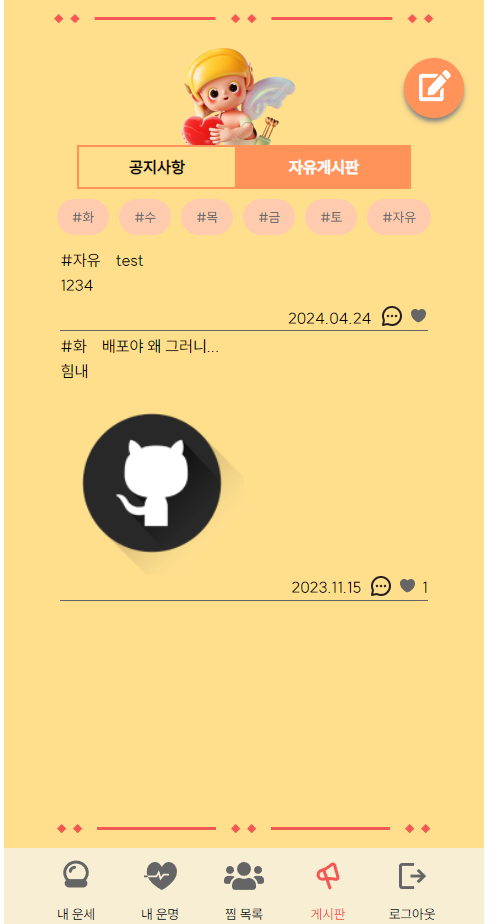 공지사항 자유게시판
#화 #수 #목 #금 #토 #자유
#자유 test
1234
2024.04.24
#화 배포야 왜 그러니...
힘내
2023.11.15 1
내 운세 내 운명 찜 목록 게시판 로그아웃